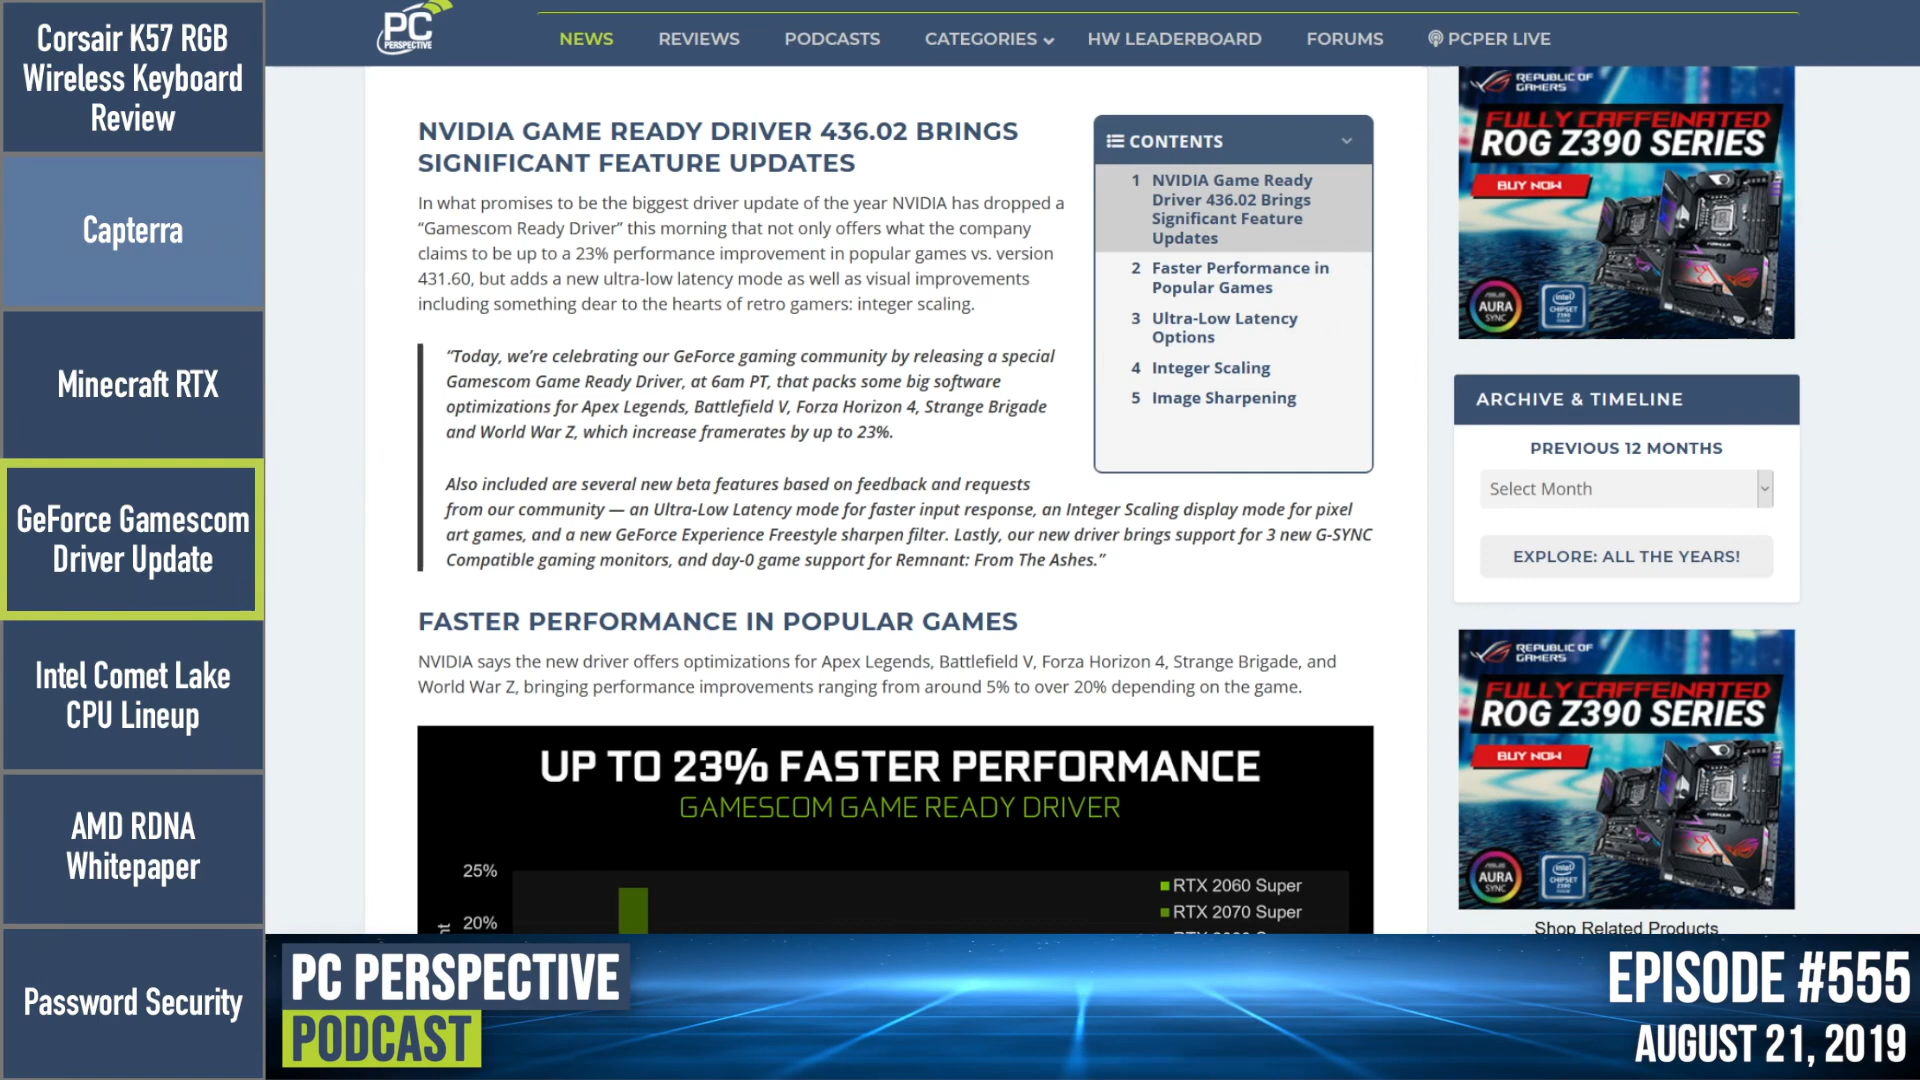 Corsair K57 RGB
Wireless Keyboard
Review
Capterra
Minecraft RTX
GeForce Gamescom
Driver Update
Intel Comet Lake
CPU Lineup
AMD RDNA
Whitepaper
Password Security
PC
PERSPECTIVE
NEWS REVIEWS PODCASTS CATEGORIES HW LEADERBOARD FORUMS PCPER LIVE
NVIDIA GAME READY DRIVER 436.02 BRINGS
SIGNIFICANT FEATURE UPDATES
In what promises to be the biggest driver update of the year NVIDIA has dropped a
“Gamescom Ready Driver” this morning that not only offers what the company
claims to be up to a 23% performance improvement in popular games vs. version
431.60, but adds a new ultra-low latency mode as well as visual improvements
including something dear to the hearts of retro gamers: integer scaling.
“Today, we’re celebrating our GeForce gaming community by releasing a special
Gamescom Game Ready Driver, at 6am PT, that packs some big software
optimizations for Apex Legends, Battlefield V, Forza Horizon 4, Strange Brigade
and World War Z, which increase framerates by up to 23%.
Also included are several new beta features based on feedback and requests
from our community — an Ultra-Low Latency mode for faster input response, an Integer Scaling display mode for pixel
art games, and a new GeForce Experience Freestyle sharpen filter. Lastly, our new driver brings support for 3 new G-SYNC
Compatible gaming monitors, and day-0 game support for Remnant: From The Ashes.”
CONTENTS
1 NVIDIA Game Ready
Driver 436.02 Brings
Significant Feature
Updates
2 Faster Performance in
Popular Games
3 Ultra-Low Latency
Options
4 Integer Scaling
5 Image Sharpening
FASTER PERFORMANCE IN POPULAR GAMES
NVIDIA says the new driver offers optimizations for Apex Legends, Battlefield V, Forza Horizon 4, Strange Brigade, and
World War Z, bringing performance improvements ranging from around 5% to over 20% depending on the game.
UP TO 23% FASTER PERFORMANCE
GAMESCOM GAME READY DRIVER
25%
20%
RTX 2060 Super
RTX 2070 Super
REPUBLIC OF
GAMERS
FULLY CAFFEINATED
ROG Z390 SERIES
BUY NOW
AURA
SYNC
intel
CHIPSET
Z390
ARCHIVE & TIMELINE
PREVIOUS 12 MONTHS
Select Month
EXPLORE: ALL THE YEARS!
REPUBLIC OF
GAMERS
FULLY CAFFEINATED
ROG Z390 SERIES
BUY NOW
AURA
SYNC
intel
CHIPSET
Z390
Shop Related Products
PC PERSPECTIVE
PODCAST
EPISODE #555
AUGUST 21, 2019